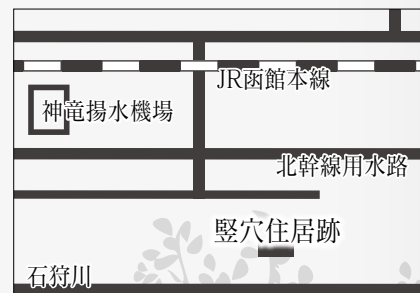 JR函館本線
神竜揚水機場
北幹線用水路
竪穴住居跡
石狩川